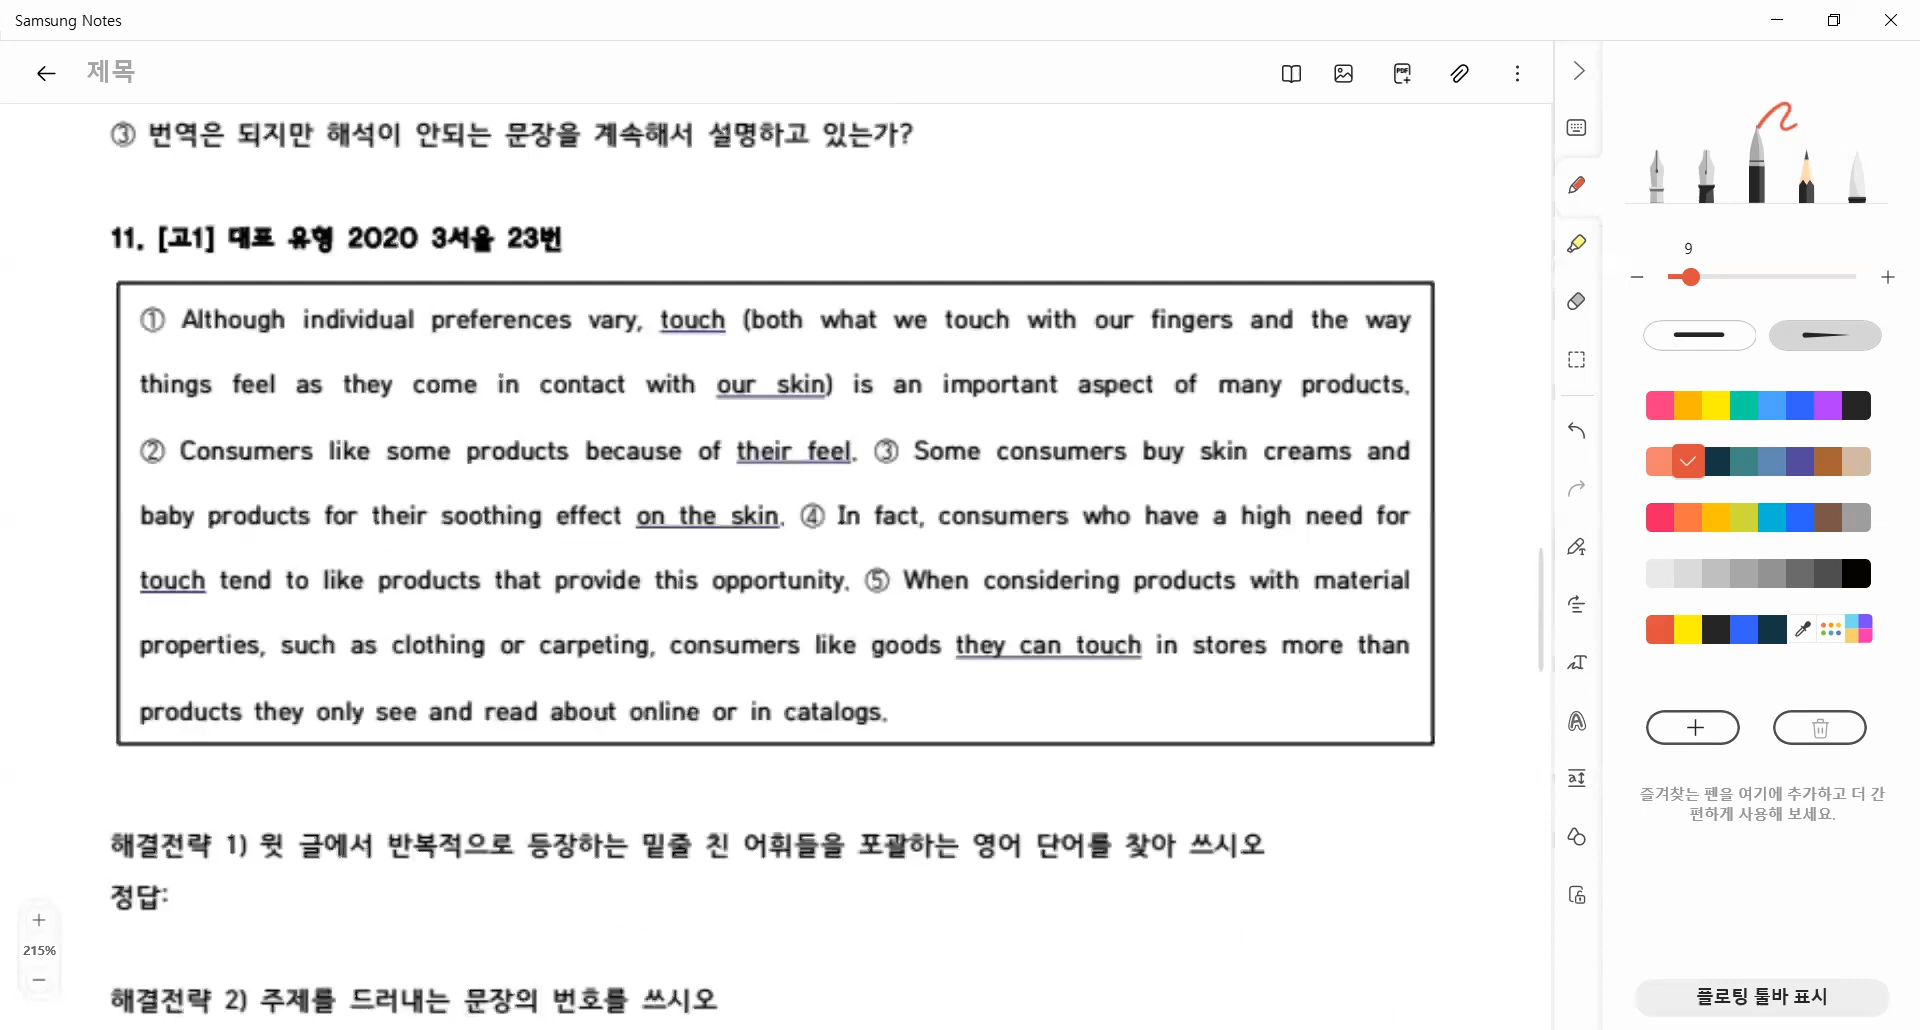 Samsung Notes
제목
③ 번역은 되지만 해석이 안되는 문장을 계속해서 설명하고 있는가?
11. [고1] 대표 유형 2020 3서울 23번
① Although individual preferences vary, touch (both what we touch with our fingers and the way
things feel as they come in contact with our skin) is an important aspect of many products.
② Consumers like some products because of their feel. ③ Some consumers buy skin creams and
baby products for their soothing effect on the skin. ④ In fact, consumers who have a high need for
touch tend to like products that provide this opportunity. ⑤ When considering products with material
properties, such as clothing or carpeting, consumers like goods they can touch in stores more than
products they only see and read about online or in catalogs.
해결전략 1) 윗 글에서 반복적으로 등장하는 밑줄 친 어휘들을 포괄하는 영어 단어를 찾아 쓰시오
정답:
해결전략 2) 주제를 드러내는 문장의 번호를 쓰시오
215%
PDF
9
즐겨찾는 펜을 여기에 추가하고 더 간
편하게 사용해 보세요.
플로팅 툴바 표시